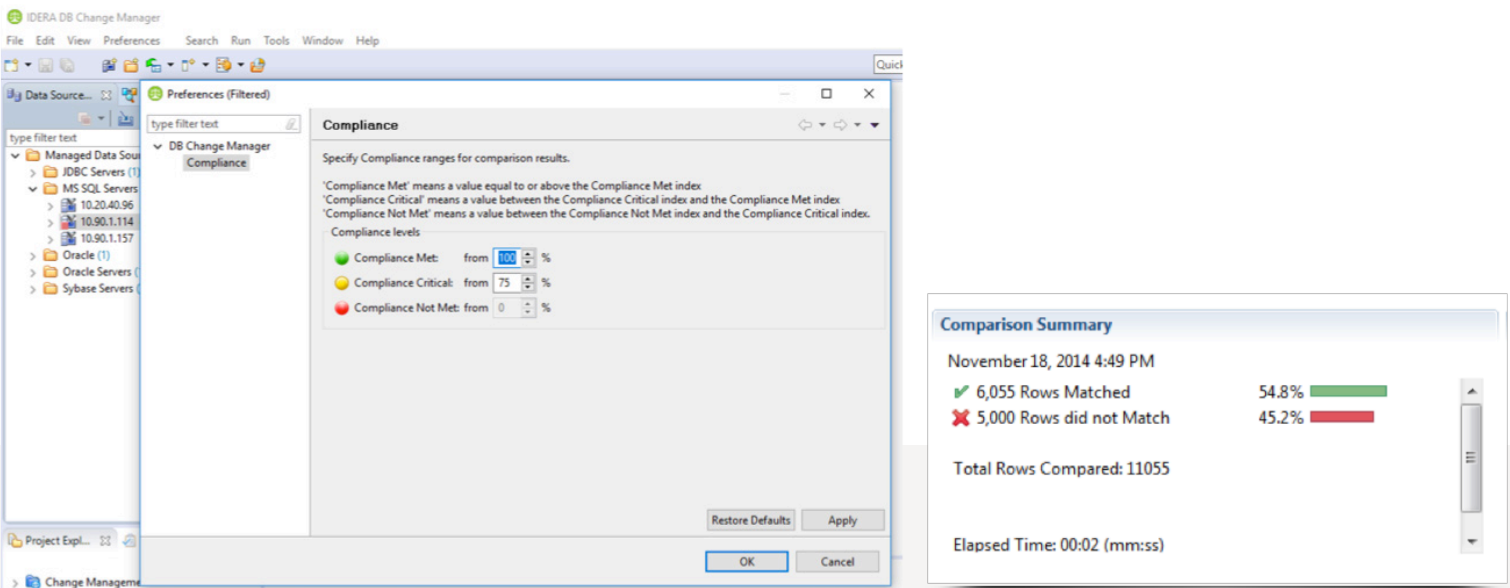 IDERA DB Change Manager
File Edit View Preferences Search Run Tools Window Help
Quick
Data Source...
type filter text
Managed Data Sou
JDBC Servers (1)
MS SQL Servers
10.20.40.96
10.90.1.114
10.90.1.157
Oracle (1)
Oracle Servers (
Sybase Servers (
Project Expl...
Change Manageme
Preferences (Filtered)
type filter text
DB Change Manager
Compliance
Compliance
Specify Compliance ranges for comparison results.
'Compliance Met' means a value equal to or above the Compliance Met index
'Compliance Critical' means a value between the Compliance Critical index and the Compliance Met index
'Compliance Not Met' means a value between the Compliance Not Met index and the Compliance Critical index.
Compliance levels
Compliance Met: from 100 %
Compliance Critical: from 75 %
Compliance Not Met: from 0 %
Restore Defaults Apply
OK Cancel
Comparison Summary
November 18, 2014 4:49 PM
6,055 Rows Matched 54.8%
5,000 Rows did not Match 45.2%
Total Rows Compared: 11055
Elapsed Time: 00:02 (mm:ss)